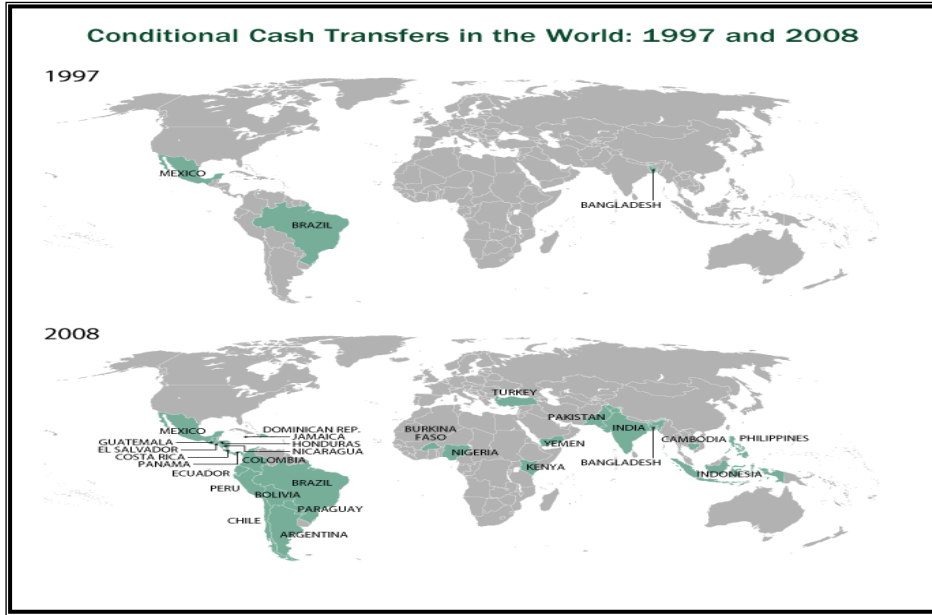 Conditional Cash Transfers in the World: 1997 and 2008
1997
MEXICO
BRAZIL
BANGLADESH
2008
TURKEY
MEXICO
DOMINICAN REP.
JAMAICA
HONDURAS
NICARAGUA
GUATEMALA
EL SALVADOR
COSTA RICA
PANAMA
COLOMBIA
ECUADOR
PERU
BRAZIL
BOLIVIA
PARAGUAY
CHILE
ARGENTINA
BURKINA
FASO
NIGERIA
YEMEN
KENYA
PAKISTAN
INDIA
BANGLADESH
CAMBODIA
PHILIPPINES
INDONESIA